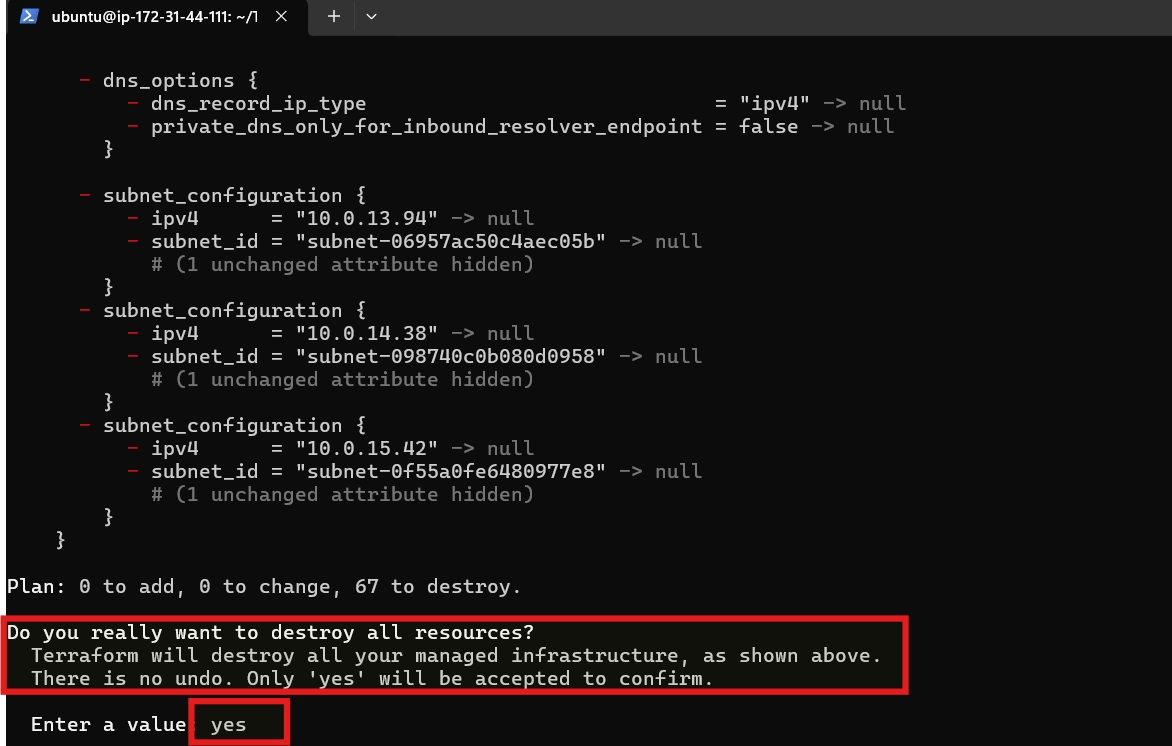 ubuntu@ip-172-31-44-111: ~/1
- dns_options {
- dns_record_ip_type = "ipv4" -> null
- private_dns_only_for_inbound_resolver_endpoint = false -> null
}
- subnet_configuration {
- ipv4 = "10.0.13.94" -> null
- subnet_id = "subnet-06957ac50c4aec05b" -> null
# (1 unchanged attribute hidden)
}
- subnet_configuration {
- ipv4 = "10.0.14.38" -> null
- subnet_id = "subnet-098740c0b080d0958" -> null
# (1 unchanged attribute hidden)
}
- subnet_configuration {
- ipv4 = "10.0.15.42" -> null
- subnet_id = "subnet-0f55a0fe6480977e8" -> null
# (1 unchanged attribute hidden)
}
}
Plan: 0 to add, 0 to change, 67 to destroy.
Do you really want to destroy all resources?
Terraform will destroy all your managed infrastructure, as shown above.
There is no undo. Only 'yes' will be accepted to confirm.
Enter a value: yes